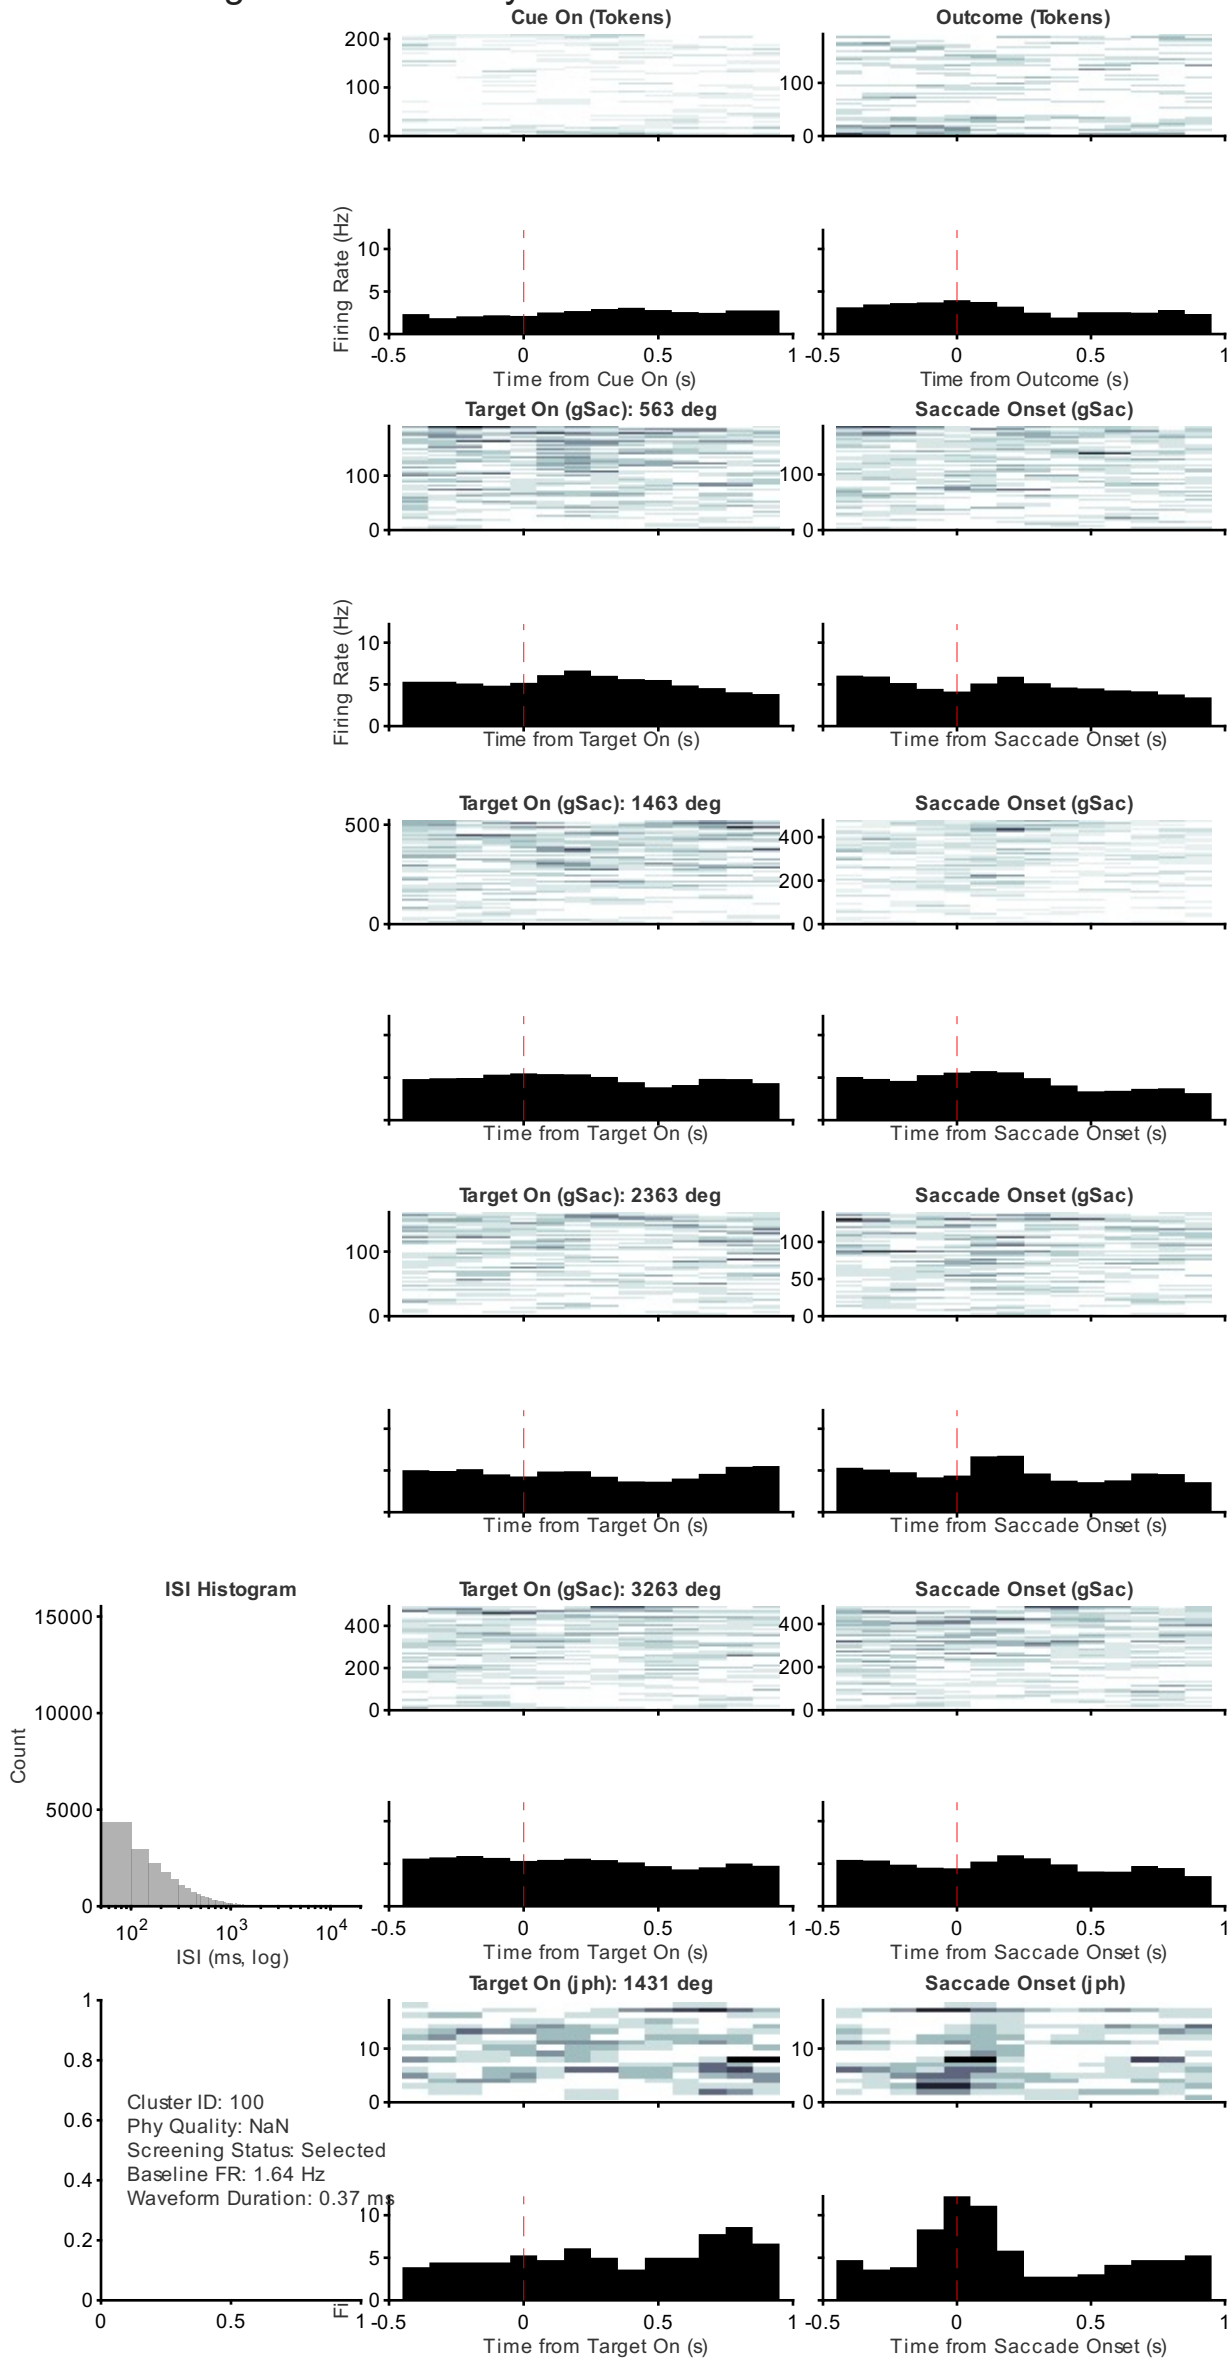 Cue On (Tokens)
Outcome (Tokens)
200
100
0
100
0
Firing Rate (Hz)
10
5
0
-0.5
0
0.5
1
-0.5
0
0.5
1
Time from Cue On (s)
Time from Outcome (s)
Target On (gSac): 563 deg
Saccade Onset (gSac)
100
0
100
0
Firing Rate (Hz)
10
5
0
Time from Target On (s)
Time from Saccade Onset (s)
Target On (gSac): 1463 deg
Saccade Onset (gSac)
500
0
400
200
0
Time from Target On (s)
Time from Saccade Onset (s)
Target On (gSac): 2363 deg
Saccade Onset (gSac)
100
0
100
50
0
Time from Target On (s)
Time from Saccade Onset (s)
ISI Histogram
Target On (gSac): 3263 deg
Saccade Onset (gSac)
15000
10000
5000
0
Count
10^2
10^3
10^4
ISI (ms, log)
400
200
0
400
200
0
-0.5
0
0.5
1
-0.5
0
0.5
1
Time from Target On (s)
Time from Saccade Onset (s)
Target On (jph): 1431 deg
Saccade Onset (jph)
1
0.8
0.6
0.4
0.2
0
0
0.5
1
Cluster ID: 100
Phy Quality: NaN
Screening Status: Selected
Baseline FR: 1.64 Hz
Waveform Duration: 0.37 ms
10
0
10
0
Fi
10
5
0
-0.5
0
0.5
1
-0.5
0
0.5
1
Time from Target On (s)
Time from Saccade Onset (s)